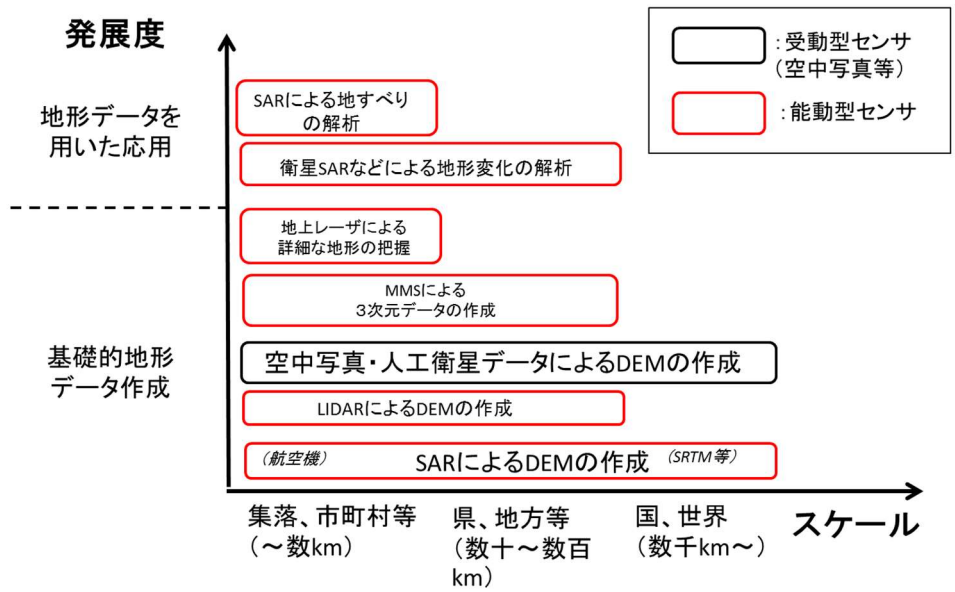 発展度
：受動型センサ
（空中写真等）
：能動型センサ
地形データを
用いた応用
SARによる地すべり
の解析
衛星SARなどによる地形変化の解析
地上レーザによる
詳細な地形の把握
MMSによる
３次元データの作成
基礎的地形
データ作成
空中写真・人工衛星データによるDEMの作成
LIDARによるDEMの作成
（航空機）
SARによるDEMの作成
（SRTM等）
集落、市町村等
（～数km）
県、地方等
（数十～数百
km）
国、世界
（数千km～）
スケール